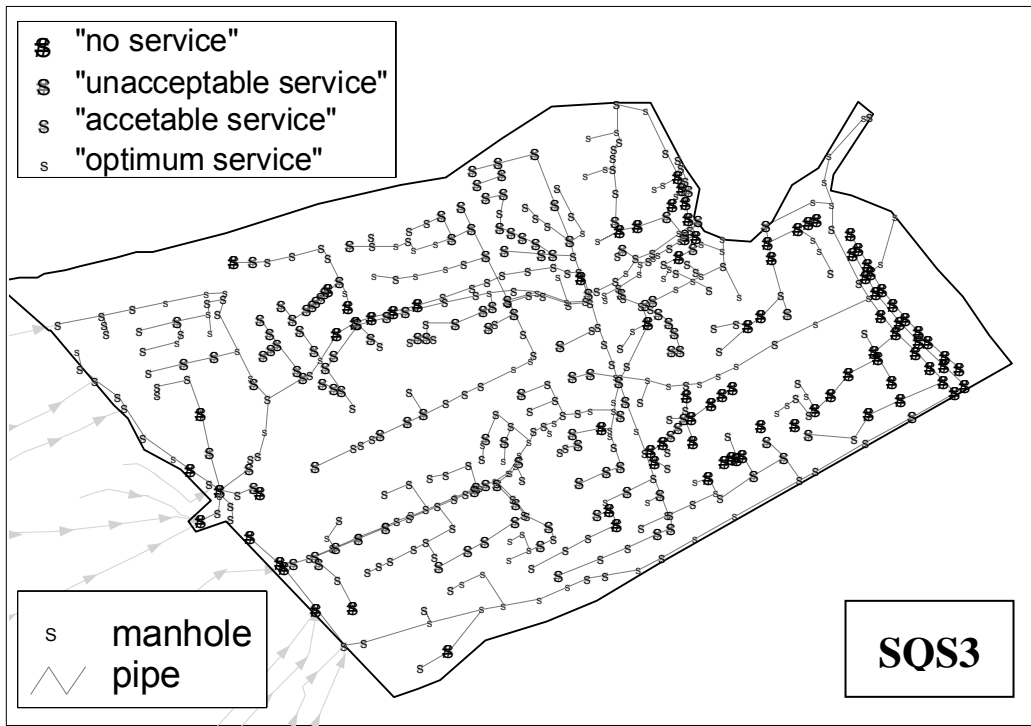 "no service"
"unacceptable service"
"accetable service"
"optimum service"
s manhole
pipe
SQS3